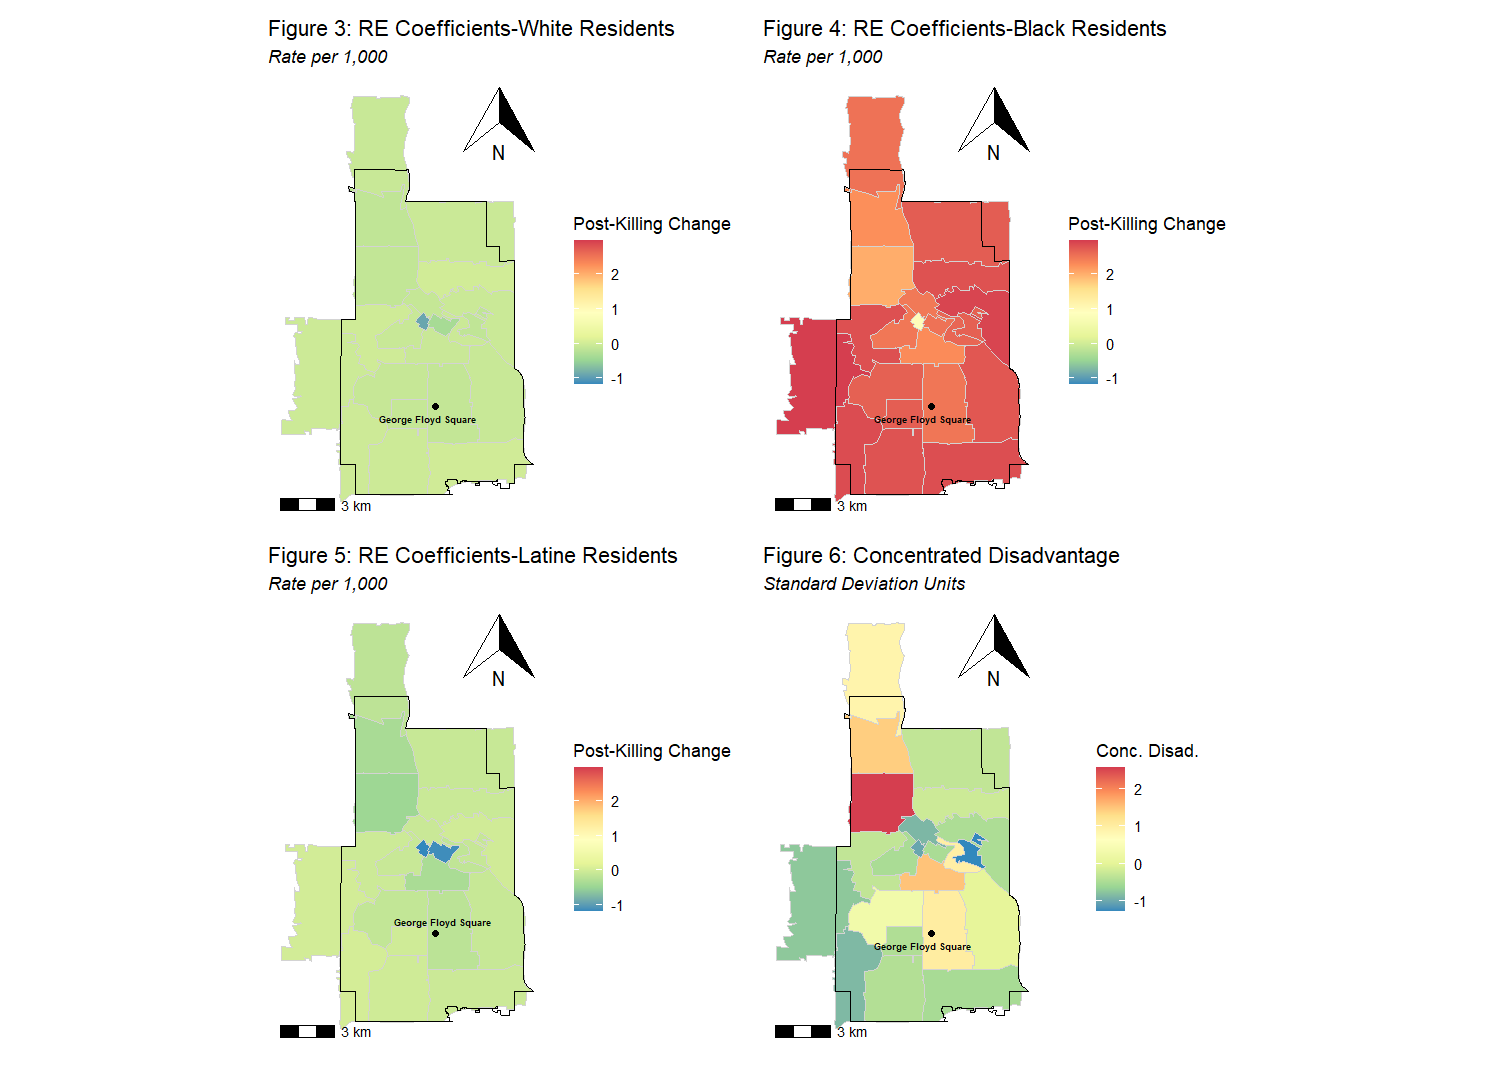 Figure 3: RE Coefficients-White Residents
Rate per 1,000
N
Post-Killing Change
2
1
0
-1
George Floyd Square
3 km
Figure 4: RE Coefficients-Black Residents
Rate per 1,000
N
Post-Killing Change
2
1
0
-1
George Floyd Square
3 km
Figure 5: RE Coefficients-Latine Residents
Rate per 1,000
N
Post-Killing Change
2
1
0
-1
George Floyd Square
3 km
Figure 6: Concentrated Disadvantage
Standard Deviation Units
N
Conc. Disad.
2
1
0
-1
George Floyd Square
3 km